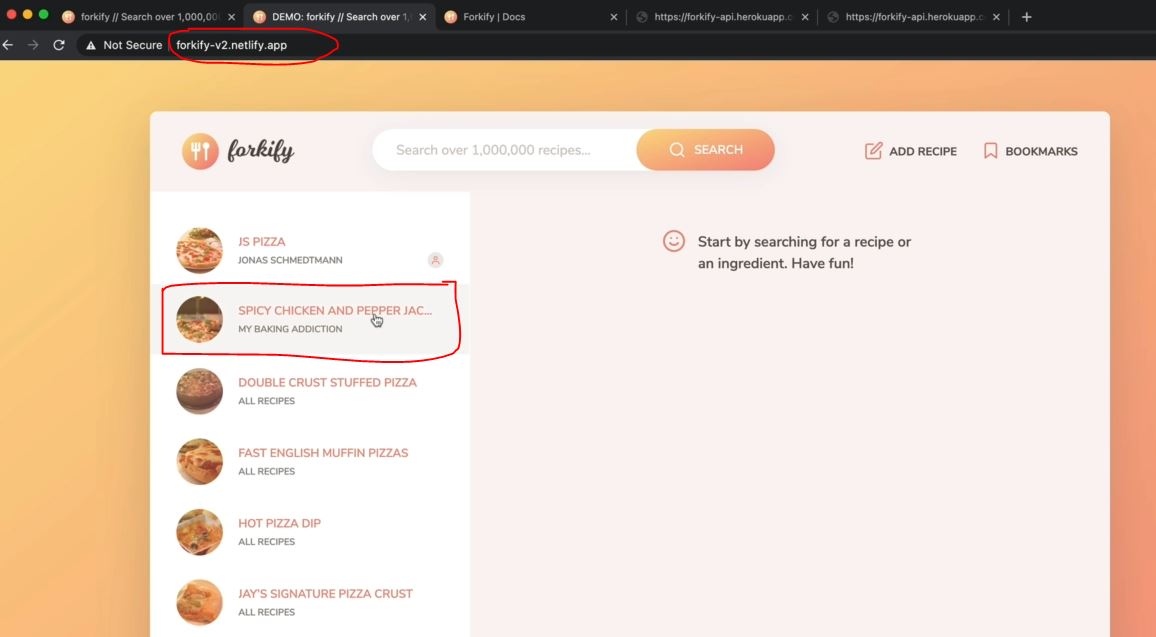 forkify // Search over 1,000,00
DEMO: forkify // Search over 1,
Forkify | Docs
https://forkify-api.herokuapp.c
https://forkify-api.herokuapp.c
Not Secure
forkify-v2.netlify.app
forkify
Search over 1,000,000 recipes...
SEARCH
ADD RECIPE
BOOKMARKS
JS PIZZA
JONAS SCHMEDTMANN
Start by searching for a recipe or
an ingredient. Have fun!
SPICY CHICKEN AND PEPPER JAC...
MY BAKING ADDICTION
DOUBLE CRUST STUFFED PIZZA
ALL RECIPES
FAST ENGLISH MUFFIN PIZZAS
ALL RECIPES
HOT PIZZA DIP
ALL RECIPES
JAY'S SIGNATURE PIZZA CRUST
ALL RECIPES